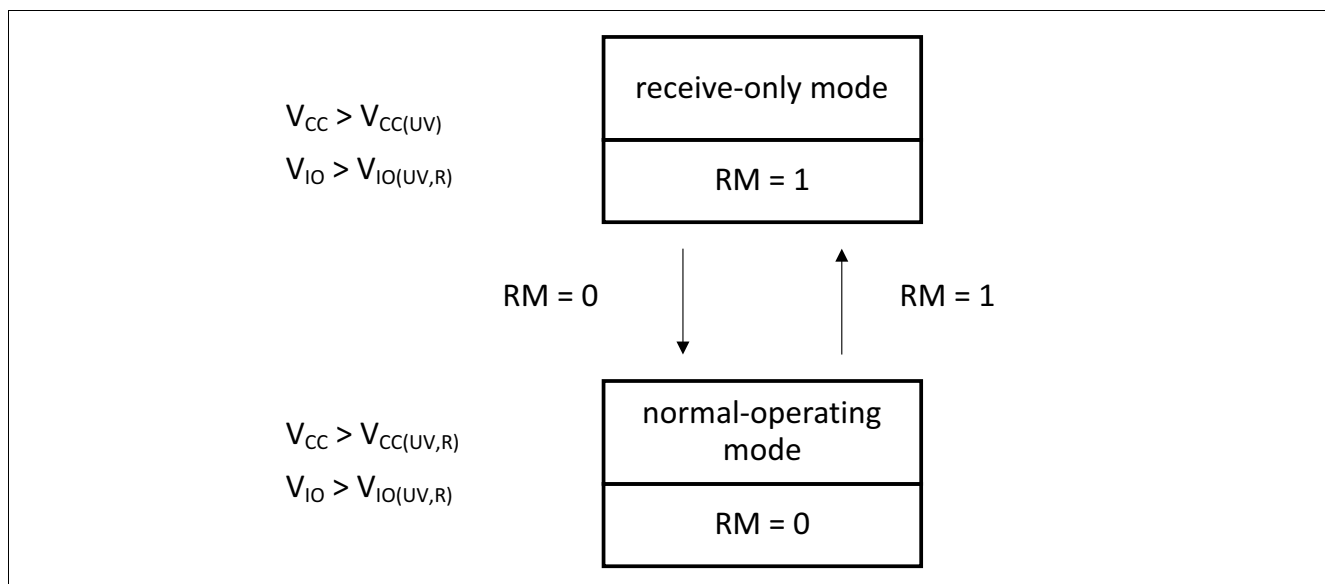 receive-only mode
V_CC > V_CC(UV)
V_IO > V_IO(UV,R)
RM = 1
RM = 0
RM = 1
normal-operating
mode
V_CC > V_CC(UV,R)
V_IO > V_IO(UV,R)
RM = 0